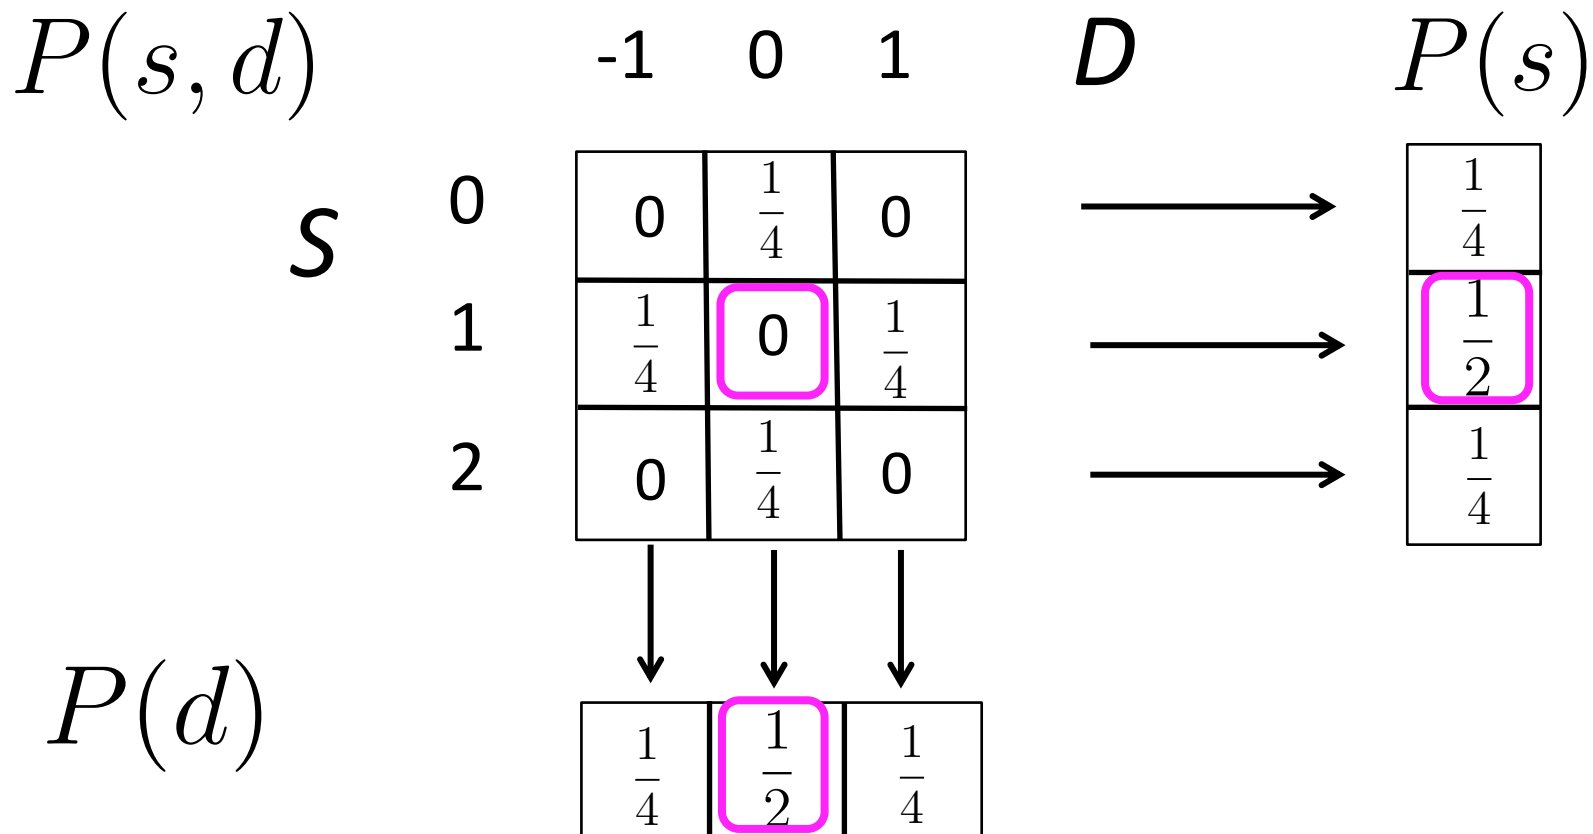 P(s, d) -1 0 1 D P(s)
S 0 0 1/4 0 1/4
1 1/4 0 1/4 1/2
2 0 1/4 0 1/4
P(d) 1/4 1/2 1/4